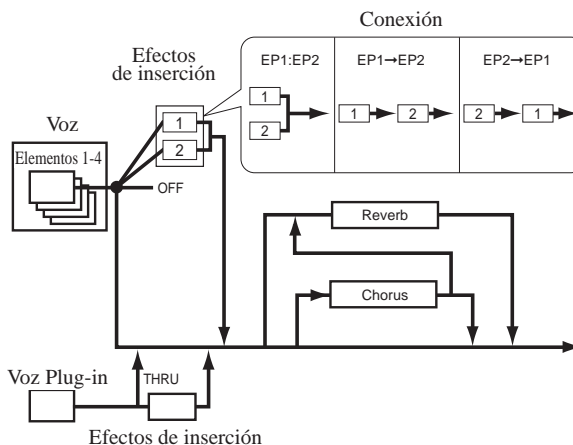 Conexión
Efectos
de inserción
EP1:EP2
EP1→EP2
EP2→EP1
1
2
1
2
2
1
Voz
1
2
Elementos 1-4
OFF
Reverb
Chorus
Voz Plug-in
THRU
Efectos de inserción